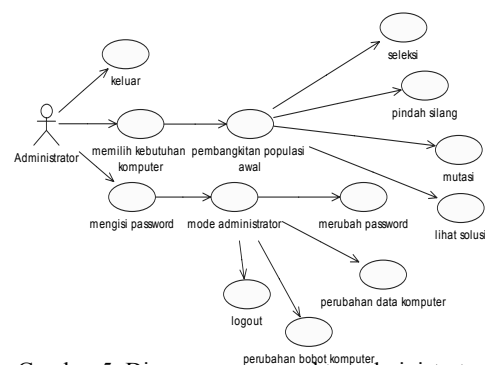 keluar
seleksi
pindah silang
Administrator
memilih kebutuhan
komputer
pembangkitan populasi
awal
mutasi
lihat solusi
mengisi password
mode administrator
merubah password
perubahan data komputer
logout
perubahan bobot komputer